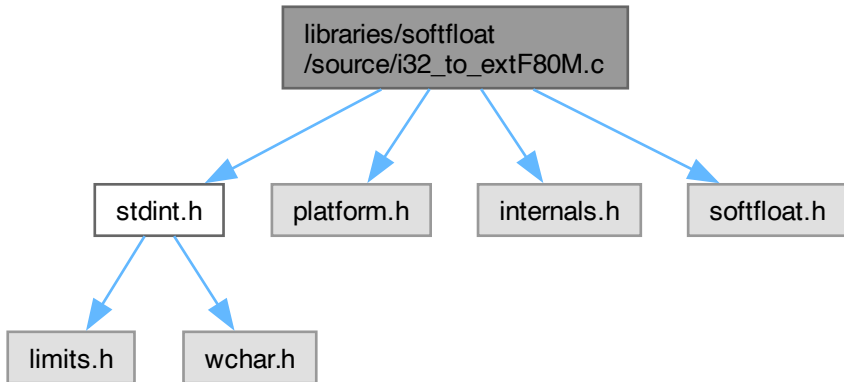 libraries/softfloat
/source/i32_to_extF80M.c
stdint.h
platform.h
internals.h
softfloat.h
limits.h
wchar.h